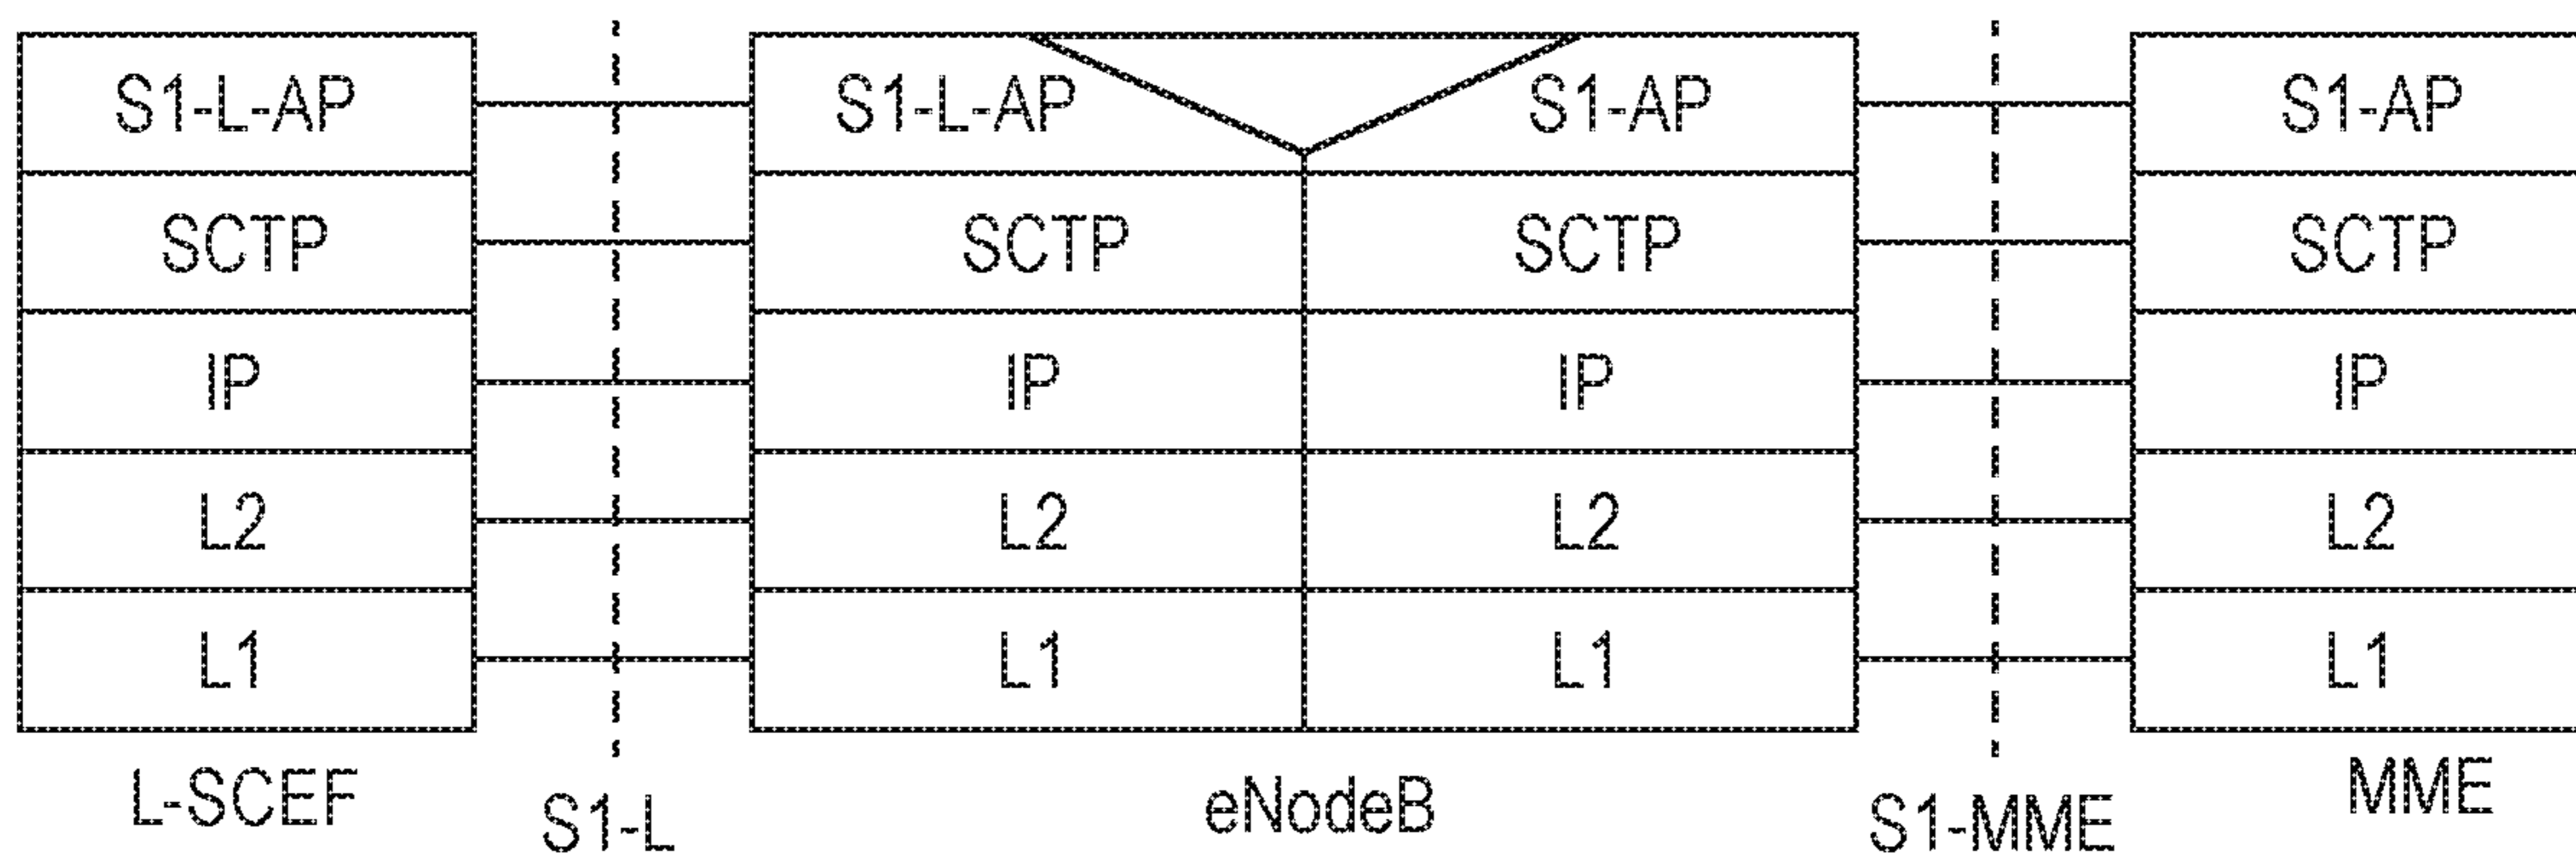 S1-L-AP S1-L-AP S1-AP S1-AP
SCTP SCTP SCTP SCTP
IP IP IP IP
L2 L2 L2 L2
L1 L1 L1 L1
L-SCEF S1-L eNodeB S1-MME MME